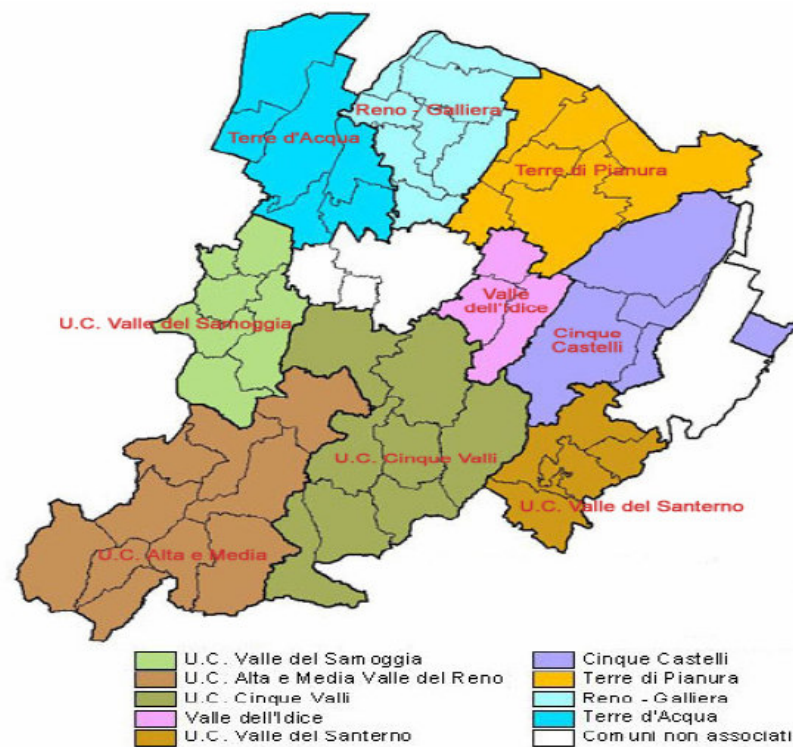 Reno - Galliera
Terre d'Acqua
Terre di Pianura
Valle
dell'Idice
U.C. Valle del Samoggia
Cinque
Castelli
U.C. Cinque Valli
U.C. Valle del Santerno
U.C. Alta e Media
U.C. Valle del Samoggia
U.C. Alta e Media Valle del Reno
U.C. Cinque Valli
Valle dell'Idice
U.C. Valle del Santerno
Cinque Castelli
Terre di Pianura
Reno - Galliera
Terre d'Acqua
Comuni non associati